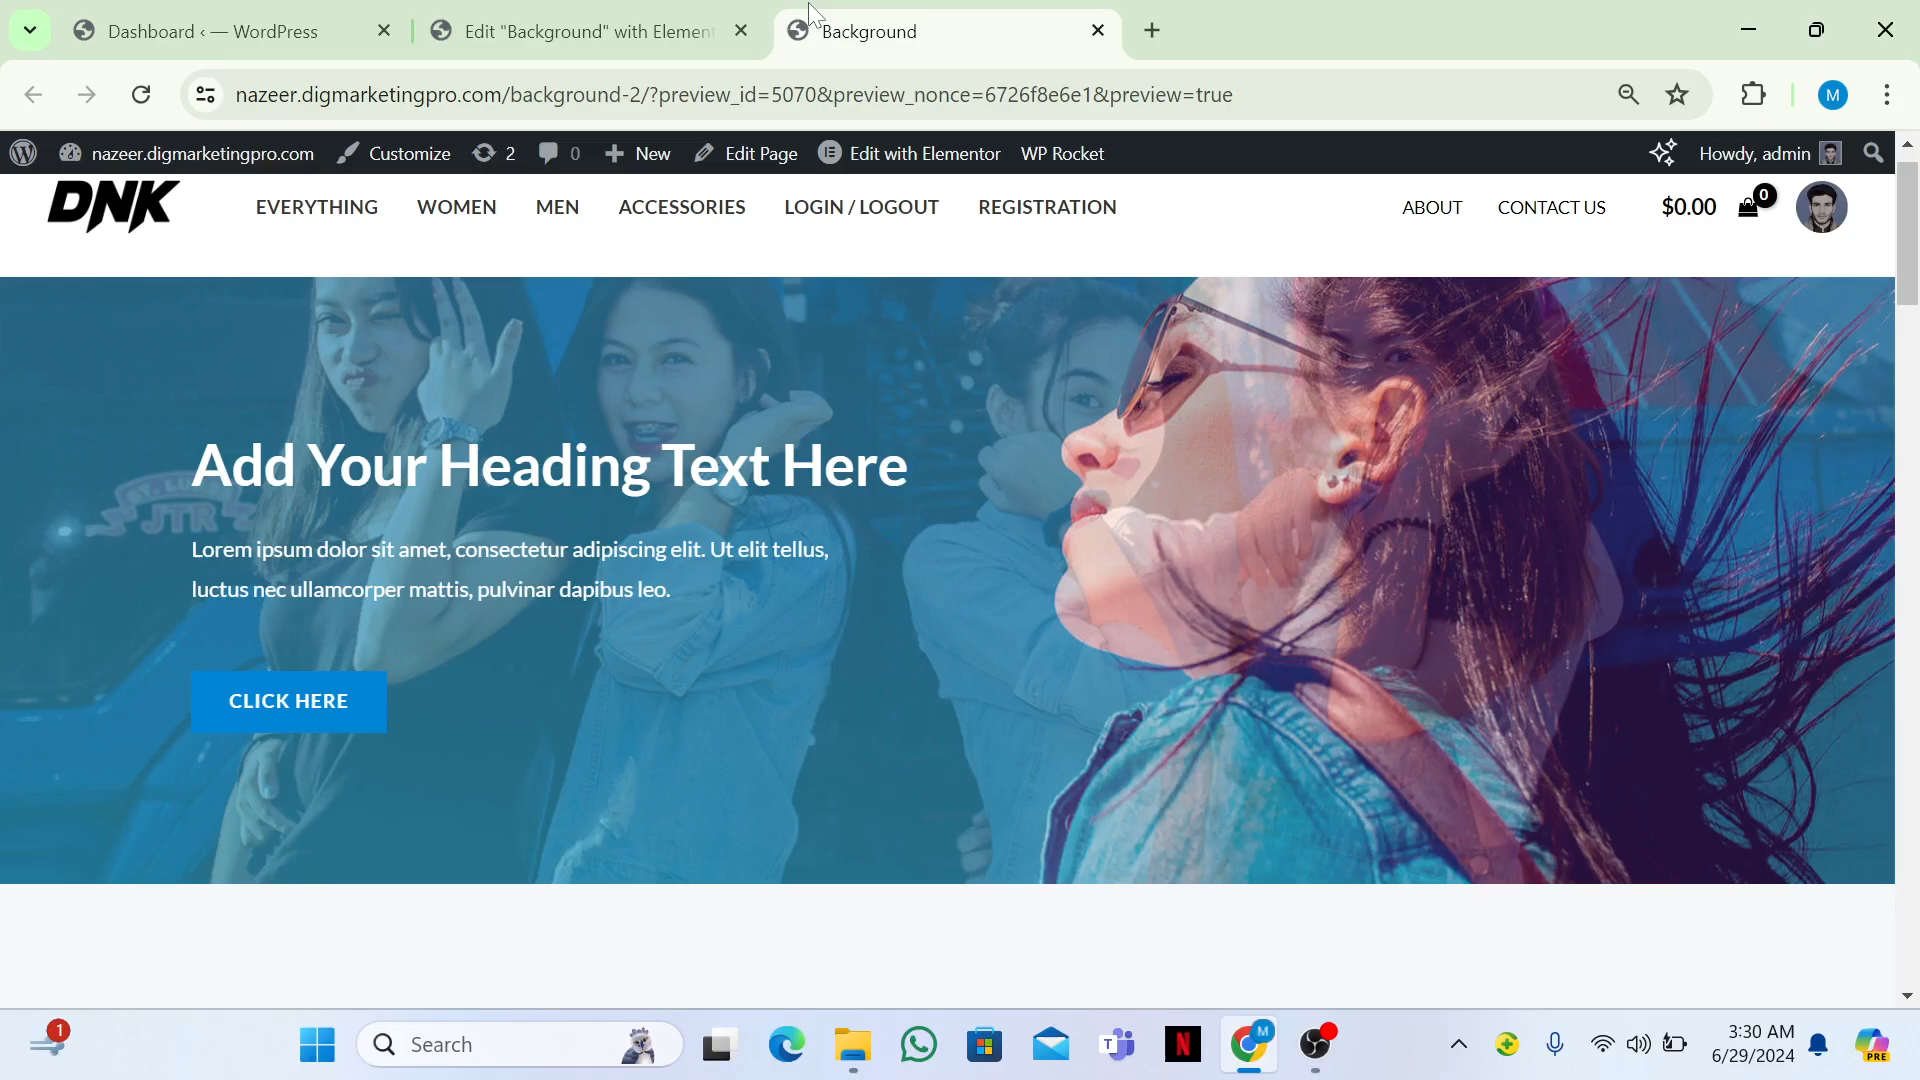 Dashboard ‹ — WordPress
Edit "Background" with Element
Background
nazeer.digmarketingpro.com/background-2/?preview_id=5070&preview_nonce=6726f8e6e1&preview=true
M
nazeer.digmarketingpro.com
Customize
2
0
New
Edit Page
Edit with Elementor
WP Rocket
Howdy, admin
DNK
EVERYTHING
WOMEN
MEN
ACCESSORIES
LOGIN / LOGOUT
REGISTRATION
ABOUT
CONTACT US
$0.00
0
JTR
Add Your Heading Text Here
Lorem ipsum dolor sit amet, consectetur adipiscing elit. Ut elit tellus,
luctus nec ullamcorper mattis, pulvinar dapibus leo.
CLICK HERE
1
Search
T
N
M
3:30 AM
6/29/2024
PRE